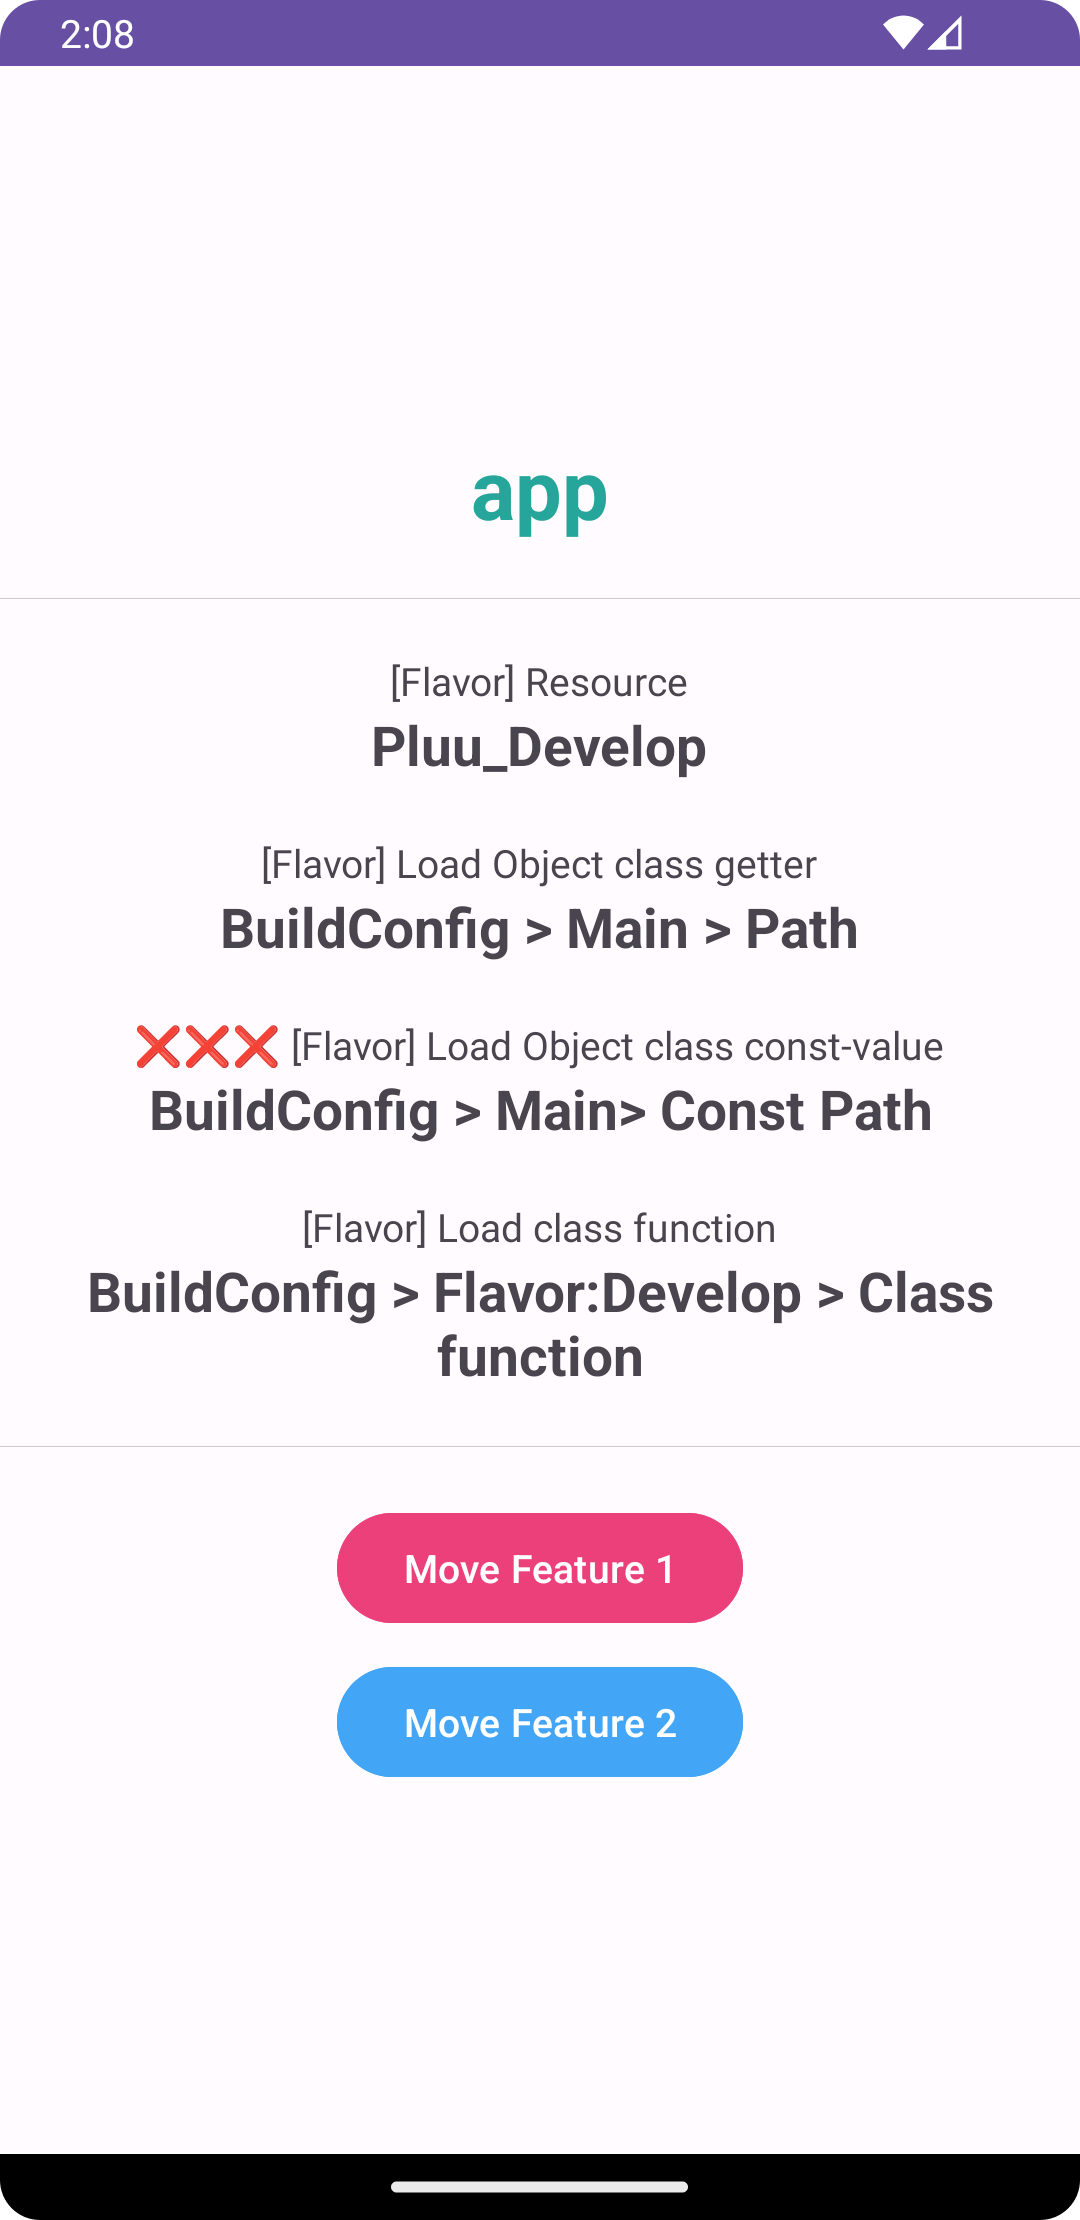 2:08
app
[Flavor] Resource
Pluu_Develop
[Flavor] Load Object class getter
BuildConfig > Main > Path
❌❌❌ [Flavor] Load Object class const-value
BuildConfig > Main> Const Path
[Flavor] Load class function
BuildConfig > Flavor:Develop > Class
function
Move Feature 1
Move Feature 2